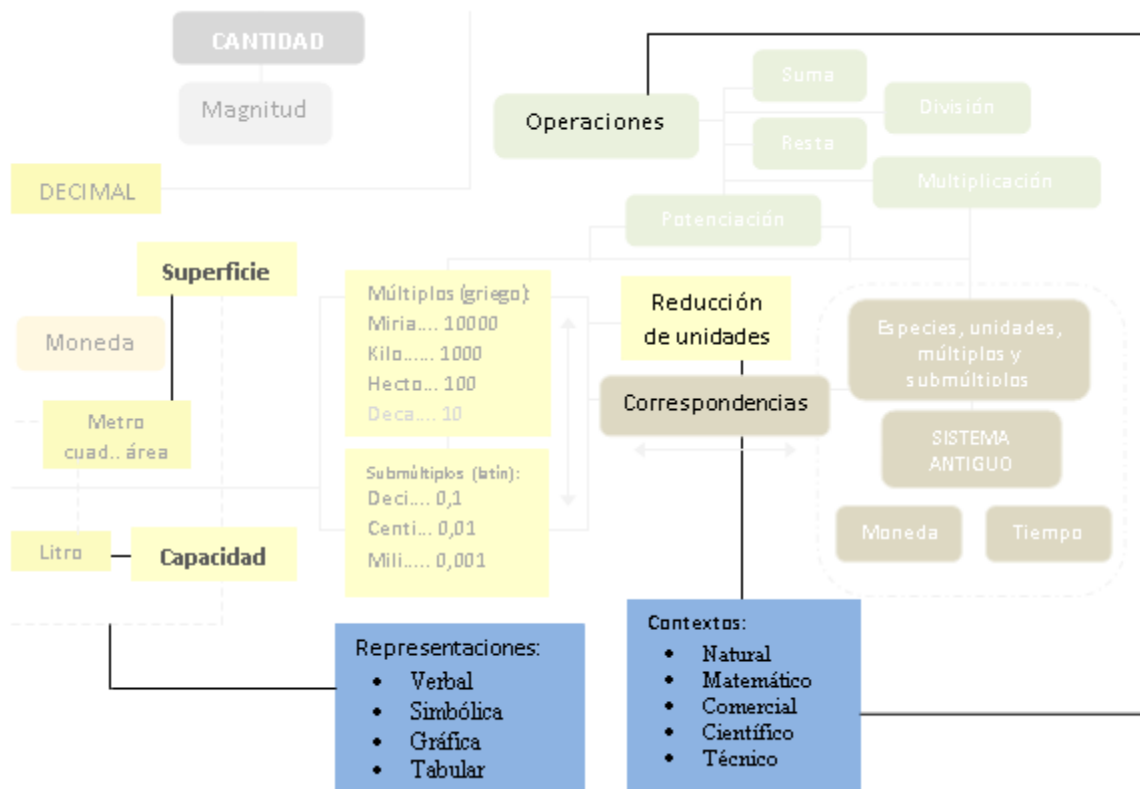 CANTIDAD
Magnitud
DECIMAL
Operaciones
Suma
División
Resta
Multiplicación
Potenciación
Superficie
Moneda
Metro
cuad.. área
Litro
Capacidad
Múltiplos (griego):
Miria.... 10000
Kilo...... 1000
Hecto... 100
Deca.... 10
Submúltiplos (latín):
Deci.... 0,1
Centi... 0,01
Mili..... 0,001
Reducción
de unidades
Correspondencias
Especies, unidades,
múltiplos y
submúltiplos
SISTEMA
ANTIGUO
Moneda
Tiempo
Representaciones:
• Verbal
• Simbólica
• Gráfica
• Tabular
Contextos:
• Natural
• Matemático
• Comercial
• Científico
• Técnico